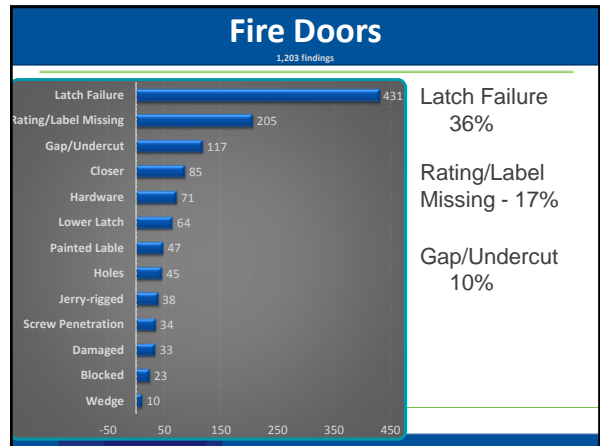 Fire Doors
1,203 findings
Latch Failure 431
Rating/Label Missing 205
Gap/Undercut 117
Closer 85
Hardware 71
Lower Latch 64
Painted Lable 47
Holes 45
Jerry-rigged 38
Screw Penetration 34
Damaged 33
Blocked 23
Wedge 10
-50 50 150 250 350 450
Latch Failure
36%
Rating/Label
Missing - 17%
Gap/Undercut
10%